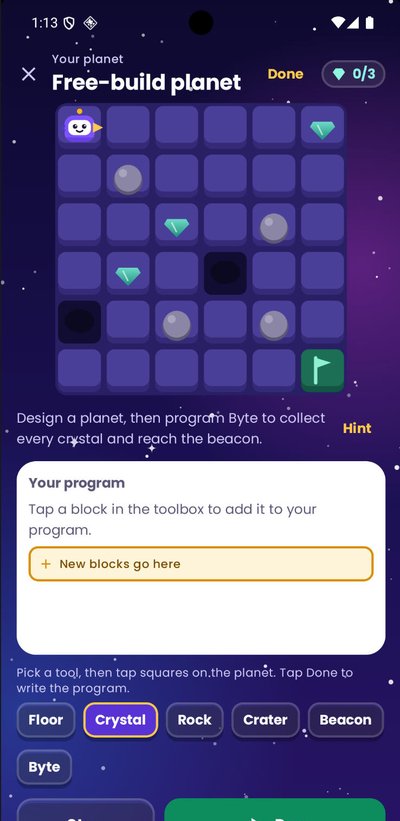 1:13
Your planet
Free-build planet
Done
0/3
Design a planet, then program Byte to collect
every crystal and reach the beacon.
Hint
Your program
Tap a block in the toolbox to add it to your
program.
+ New blocks go here
Pick a tool, then tap squares on the planet. Tap Done to
write the program.
Floor
Crystal
Rock
Crater
Beacon
Byte